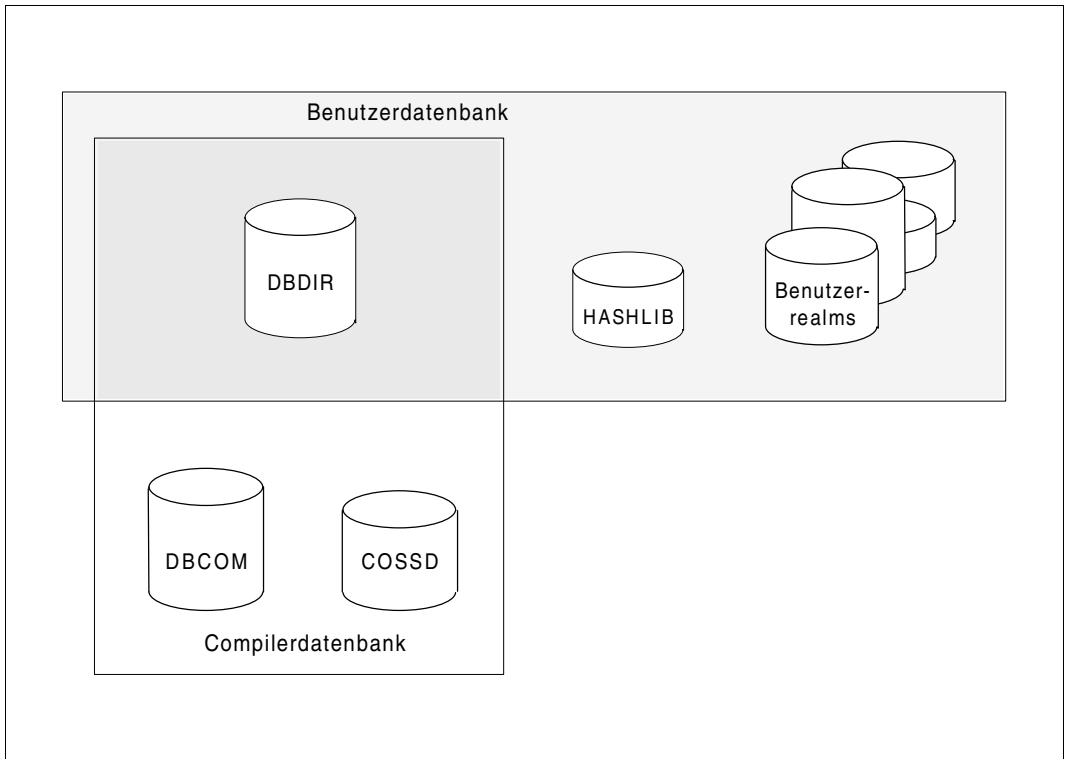 Benutzerdatenbank
DBDIR
HASHLIB
Benutzer-
realms
DBCOM
COSSD
Compilerdatenbank